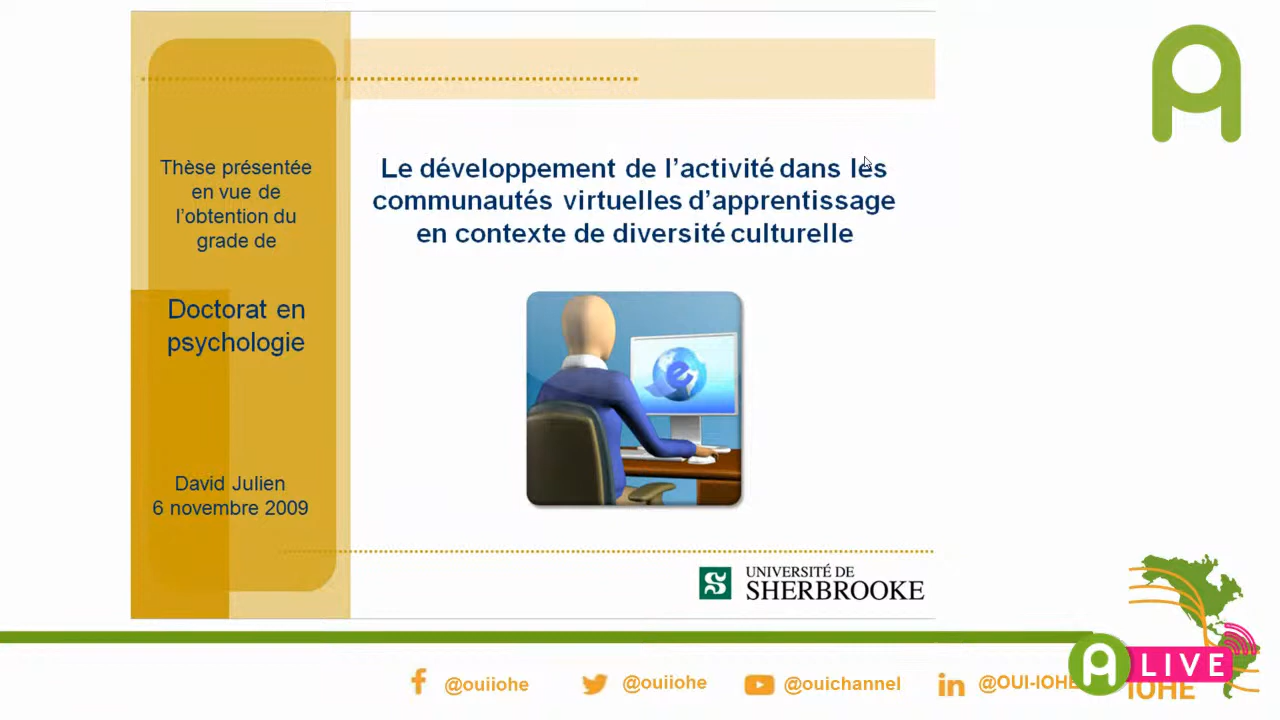 Thèse présentée
en vue de
l’obtention du
grade de
Doctorat en
psychologie
David Julien
6 novembre 2009
Le développement de l’activité dans les
communautés virtuelles d’apprentissage
en contexte de diversité culturelle
UNIVERSITÉ DE
SHERBROOKE
@ouiiohe
@ouiiohe
@ouichannel
@OUI-IOHE
LIVE
IOHE